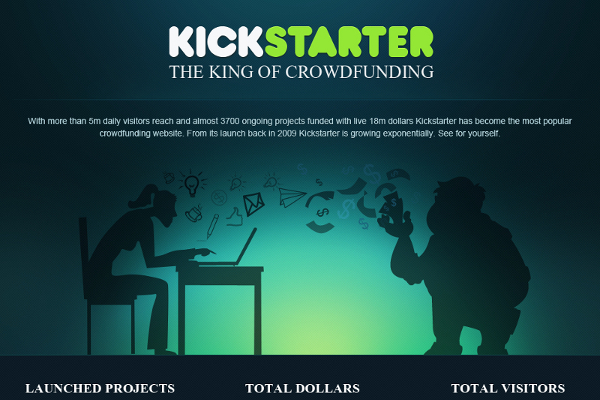 KICKSTARTER
THE KING OF CROWDFUNDING
With more than 5m daily visitors reach and almost 3700 ongoing projects funded with live 18m dollars Kickstarter has become the most popular
crowdfunding website. From its launch back in 2009 Kickstarter is growing exponentially. See for yourself.
LAUNCHED PROJECTS TOTAL DOLLARS TOTAL VISITORS